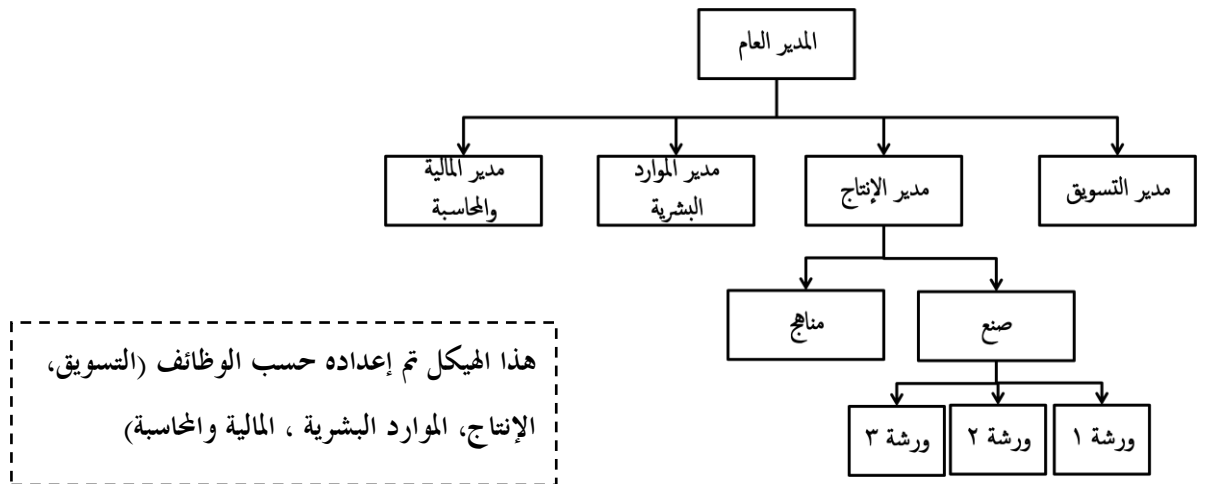 المدير العام
مدير التسويق
مدير الإنتاج
مدير الموارد
البشرية
مدير المالية
والمحاسبة
صنع
مناهج
ورشة ١
ورشة ٢
ورشة ٣
هذا الهيكل تم إعداده حسب الوظائف (التسويق،
الإنتاج، الموارد البشرية ، المالية والمحاسبة)